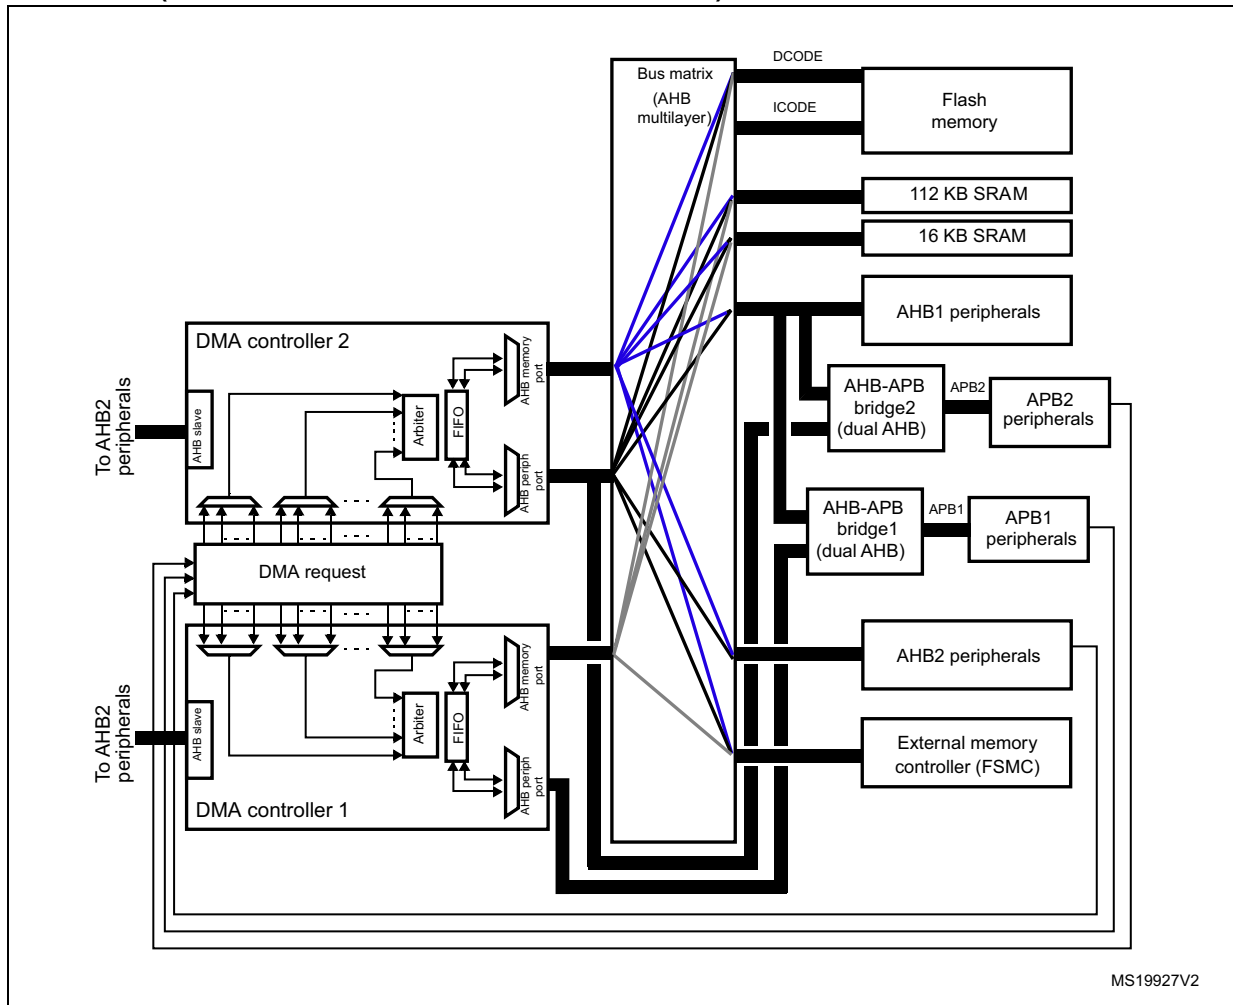 DCODE
Bus matrix
(AHB
multilayer)
ICODE
Flash
memory
112 KB SRAM
16 KB SRAM
AHB1 peripherals
DMA controller 2
To AHB2
peripherals
AHB slave
Arbiter
FIFO
AHB memory
port
AHB periph
port
AHB-APB
bridge2
(dual AHB)
APB2
APB2
peripherals
AHB-APB
bridge1
(dual AHB)
APB1
APB1
peripherals
DMA request
To AHB2
peripherals
AHB slave
Arbiter
FIFO
AHB memory
port
AHB periph
port
DMA controller 1
AHB2 peripherals
External memory
controller (FSMC)
MS19927V2